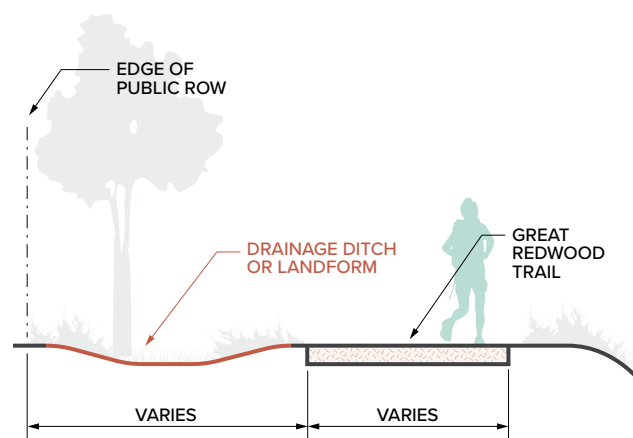 EDGE OF
PUBLIC ROW
DRAINAGE DITCH
OR LANDFORM
GREAT
REDWOOD
TRAIL
VARIES
VARIES